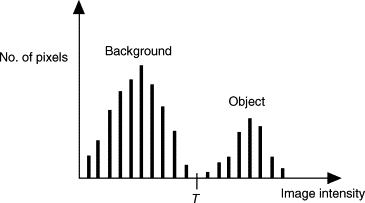 No. of pixels
Background
Object
T
Image intensity